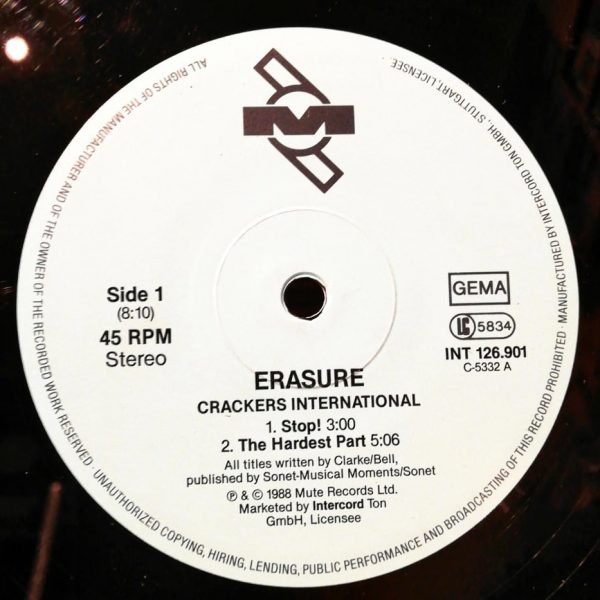 M
Side 1
(8:10)
45 RPM
Stereo
GEMA
LC 5834
INT 126.901
C-5332 A
ERASURE
CRACKERS INTERNATIONAL
1. Stop! 3:00
2. The Hardest Part 5:06
All titles written by Clarke/Bell,
published by Sonet-Musical Moments/Sonet
℗ & © 1988 Mute Records Ltd.
Marketed by Intercord Ton
GmbH, Licensee
ALL RIGHTS OF THE MANUFACTURER AND OF THE OWNER OF THE RECORDED WORK RESERVED · UNAUTHORIZED COPYING, HIRING, LENDING, PUBLIC PERFORMANCE AND BROADCASTING OF THIS RECORD PROHIBITED · MANUFACTURED BY INTERCORD TON GMBH, STUTTGART, LICENSEE